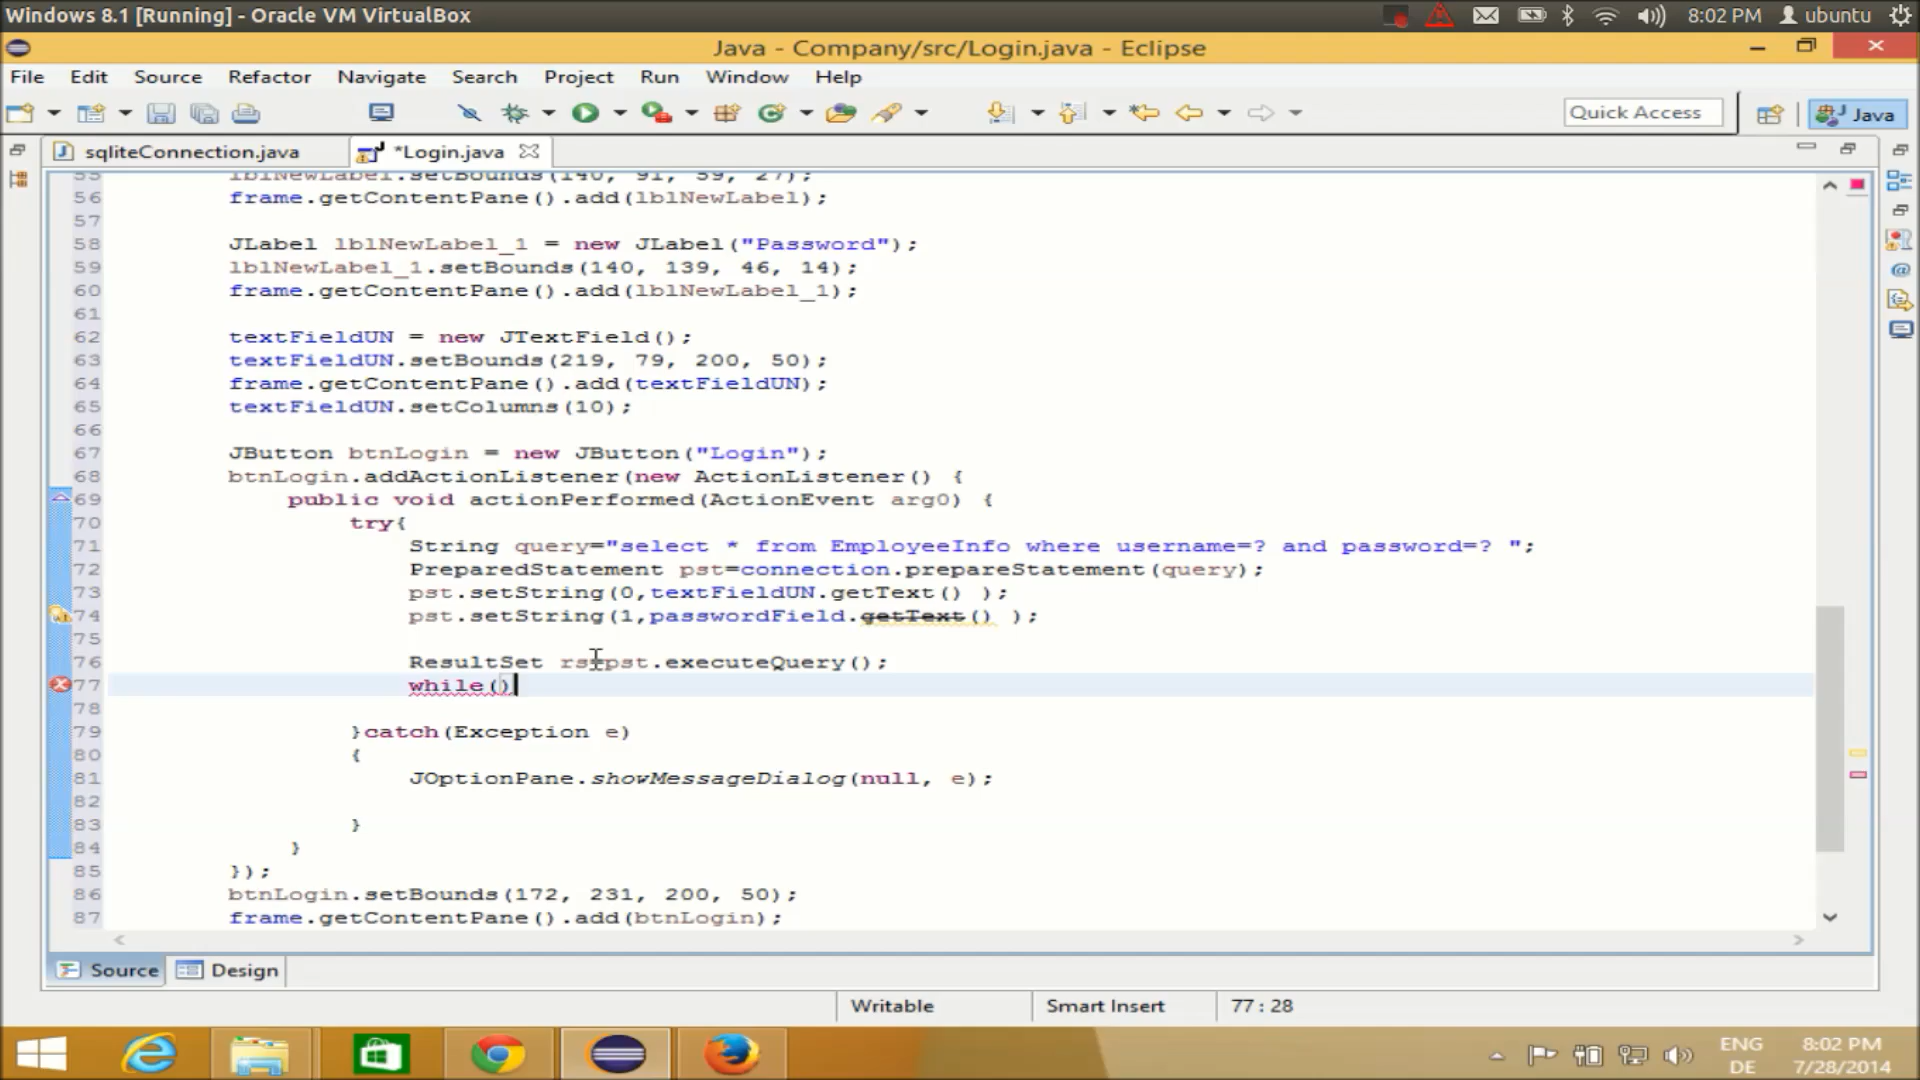 Windows 8.1 [Running] - Oracle VM VirtualBox
8:02 PM
ubuntu
Java - Company/src/Login.java - Eclipse
File Edit Source Refactor Navigate Search Project Run Window Help
Quick Access
Java
sqliteConnection.java
*Login.java
55 lblNewLabel.setBounds(140, 91, 59, 27);
56 frame.getContentPane().add(lblNewLabel);
57
58 JLabel lblNewLabel_1 = new JLabel("Password");
59 lblNewLabel_1.setBounds(140, 139, 46, 14);
60 frame.getContentPane().add(lblNewLabel_1);
61
62 textFieldUN = new JTextField();
63 textFieldUN.setBounds(219, 79, 200, 50);
64 frame.getContentPane().add(textFieldUN);
65 textFieldUN.setColumns(10);
66
67 JButton btnLogin = new JButton("Login");
68 btnLogin.addActionListener(new ActionListener() {
69 public void actionPerformed(ActionEvent arg0) {
70 try{
71 String query="select * from EmployeeInfo where username=? and password=? ";
72 PreparedStatement pst=connection.prepareStatement(query);
73 pst.setString(0,textFieldUN.getText() );
74 pst.setString(1,passwordField.getText() );
75
76 ResultSet rs=pst.executeQuery();
77 while()
78
79 }catch(Exception e)
80 {
81 JOptionPane.showMessageDialog(null, e);
82
83 }
84 }
85 });
86 btnLogin.setBounds(172, 231, 200, 50);
87 frame.getContentPane().add(btnLogin);
Source
Design
Writable
Smart Insert
77 : 28
ENG
DE
8:02 PM
7/28/2014